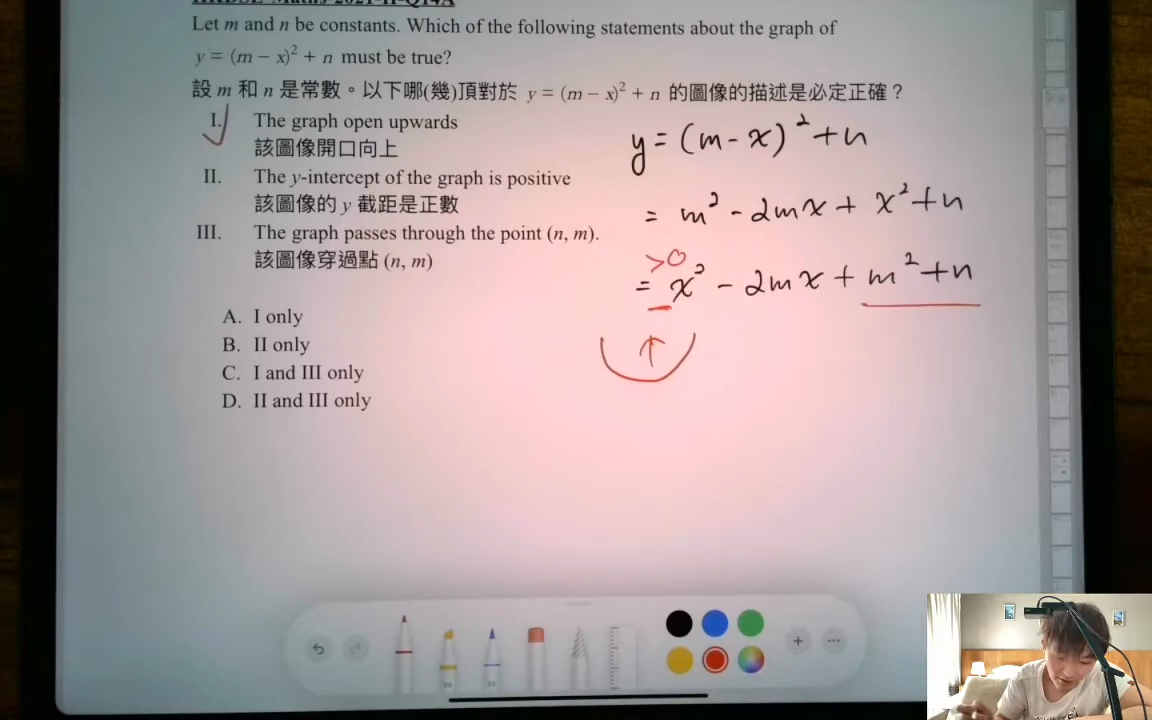 HKDSE-Maths-2021-II-Q14A
Let m and n be constants. Which of the following statements about the graph of
y = (m − x)² + n must be true?
設 m 和 n 是常數。以下哪(幾)項對於 y = (m − x)² + n 的圖像的描述是必定正確？
I. The graph open upwards
該圖像開口向上
II. The y-intercept of the graph is positive
該圖像的 y 截距是正數
III. The graph passes through the point (n, m).
該圖像穿過點 (n, m)
A. I only
B. II only
C. I and III only
D. II and III only
y = (m - x)² + n
= m² - 2mx + x² + n
>0
= x² - 2mx + m² + n